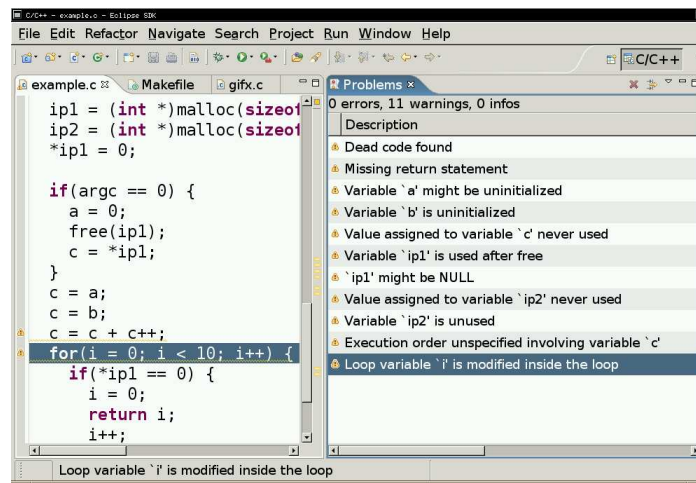 C/C++ - example.c - Eclipse SDK
File Edit Refactor Navigate Search Project Run Window Help
C/C++
example.c Makefile gifx.c
ip1 = (int *)malloc(sizeof
ip2 = (int *)malloc(sizeof
*ip1 = 0;
if(argc == 0) {
a = 0;
free(ip1);
c = *ip1;
}
c = a;
c = b;
c = c + c++;
for(i = 0; i < 10; i++) {
if(*ip1 == 0) {
i = 0;
return i;
i++;
Problems
0 errors, 11 warnings, 0 infos
Description
Dead code found
Missing return statement
Variable `a' might be uninitialized
Variable `b' is uninitialized
Value assigned to variable `c' never used
Variable `ip1' is used after free
`ip1' might be NULL
Value assigned to variable `ip2' never used
Variable `ip2' is unused
Execution order unspecified involving variable `c'
Loop variable `i' is modified inside the loop
Loop variable `i' is modified inside the loop